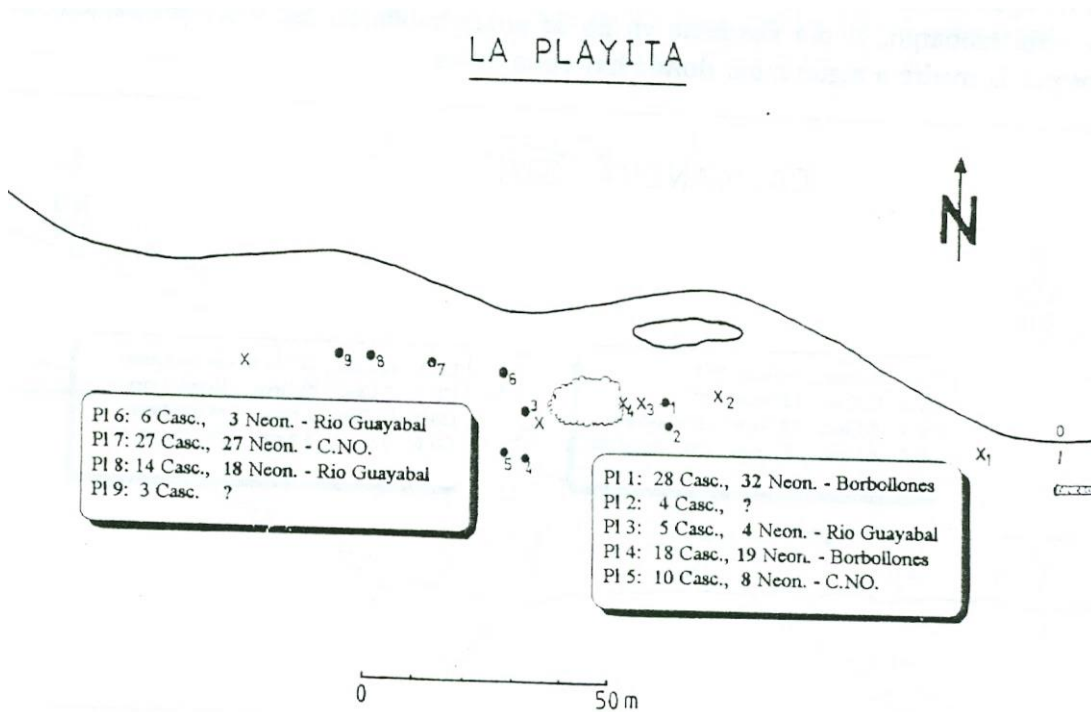 LA PLAYITA
N
X
9
8
7
6
3
X
5
4
X4
X3
1
2
X2
X1
0
Pl 6: 6 Casc., 3 Neon. - Rio Guayabal
Pl 7: 27 Casc., 27 Neon. - C.NO.
Pl 8: 14 Casc., 18 Neon. - Rio Guayabal
Pl 9: 3 Casc. ?
Pl 1: 28 Casc., 32 Neon. - Borbollones
Pl 2: 4 Casc., ?
Pl 3: 5 Casc., 4 Neon. - Rio Guayabal
Pl 4: 18 Casc., 19 Neon. - Borbollones
Pl 5: 10 Casc., 8 Neon. - C.NO.
0
50 m